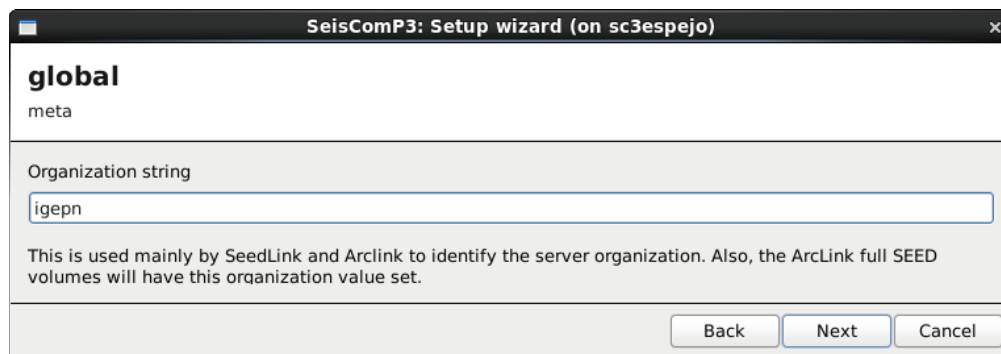 SeisComP3: Setup wizard (on sc3espejo)
global
meta
Organization string
igepn
This is used mainly by SeedLink and Arclink to identify the server organization. Also, the ArcLink full SEED
volumes will have this organization value set.
Back Next Cancel